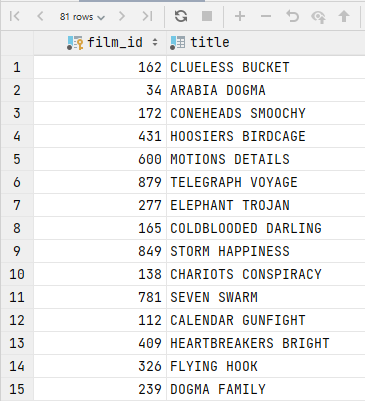 81 rows
film_id title
1 162 CLUELESS BUCKET
2 34 ARABIA DOGMA
3 172 CONEHEADS SMOOCHY
4 431 HOOSIERS BIRDCAGE
5 600 MOTIONS DETAILS
6 879 TELEGRAPH VOYAGE
7 277 ELEPHANT TROJAN
8 165 COLDBLOODED DARLING
9 849 STORM HAPPINESS
10 138 CHARIOTS CONSPIRACY
11 781 SEVEN SWARM
12 112 CALENDAR GUNFIGHT
13 409 HEARTBREAKERS BRIGHT
14 326 FLYING HOOK
15 239 DOGMA FAMILY